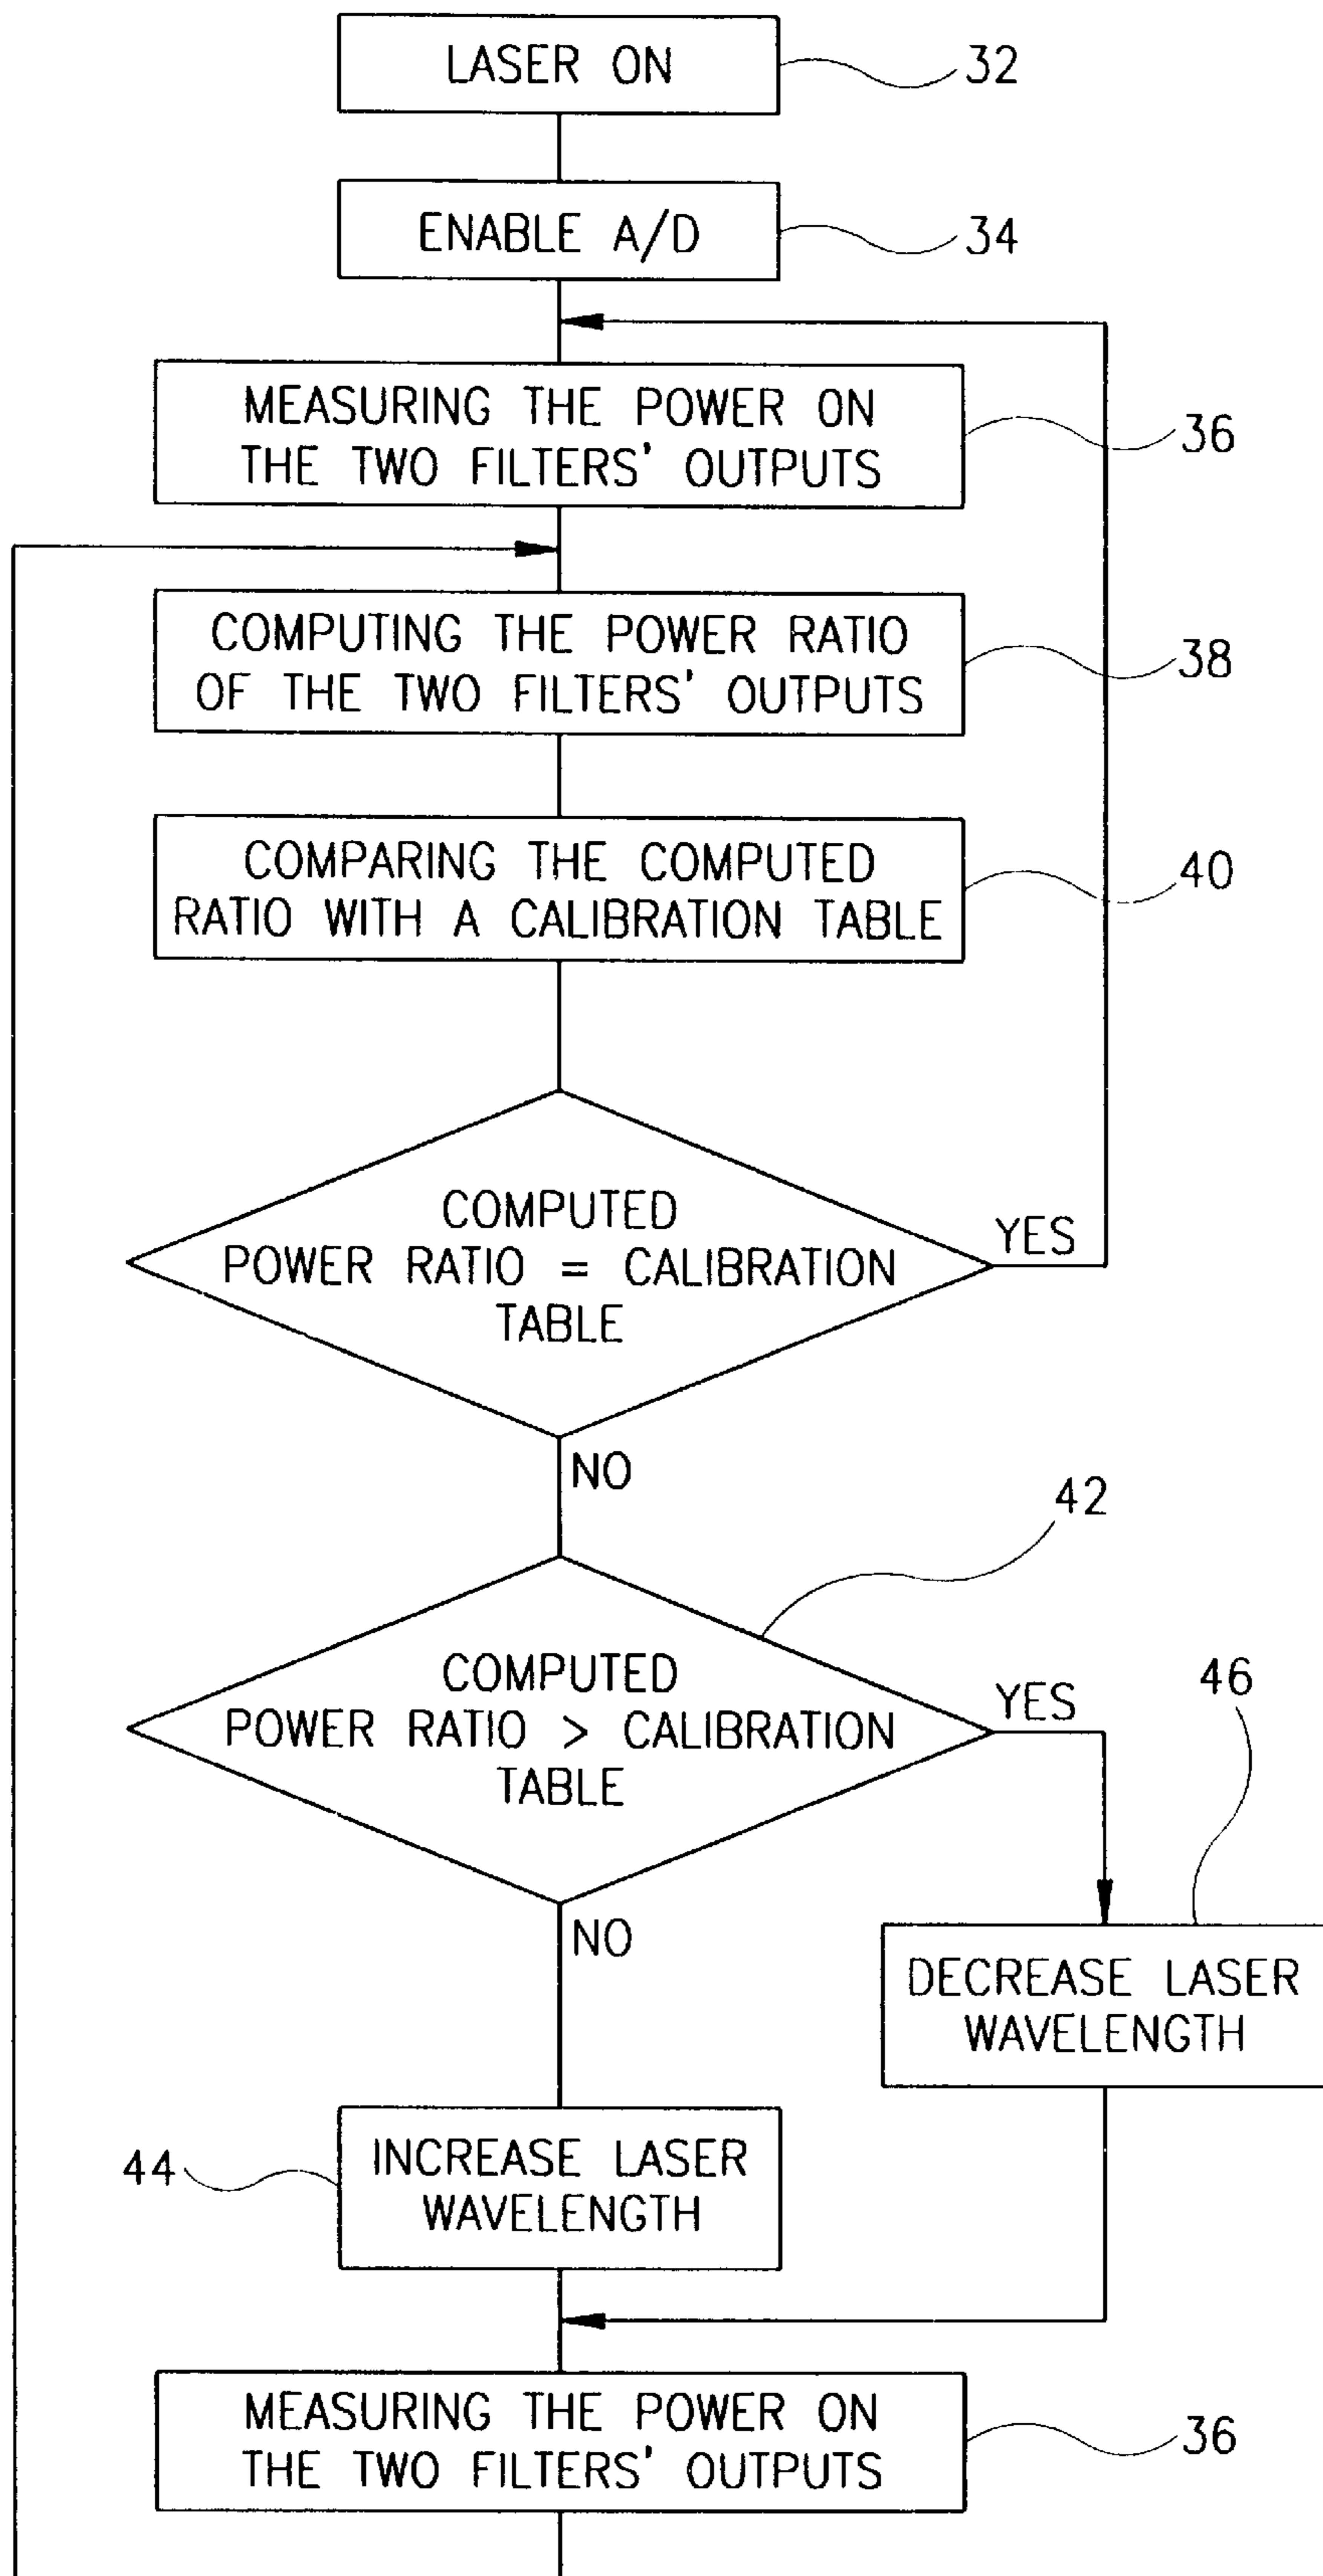 LASER ON
32
ENABLE A/D
34
MEASURING THE POWER ON
THE TWO FILTERS' OUTPUTS
36
COMPUTING THE POWER RATIO
OF THE TWO FILTERS' OUTPUTS
38
COMPARING THE COMPUTED
RATIO WITH A CALIBRATION TABLE
40
COMPUTED
POWER RATIO = CALIBRATION
TABLE
YES
NO
42
COMPUTED
POWER RATIO > CALIBRATION
TABLE
YES
46
NO
DECREASE LASER
WAVELENGTH
44
INCREASE LASER
WAVELENGTH
MEASURING THE POWER ON
THE TWO FILTERS' OUTPUTS
36